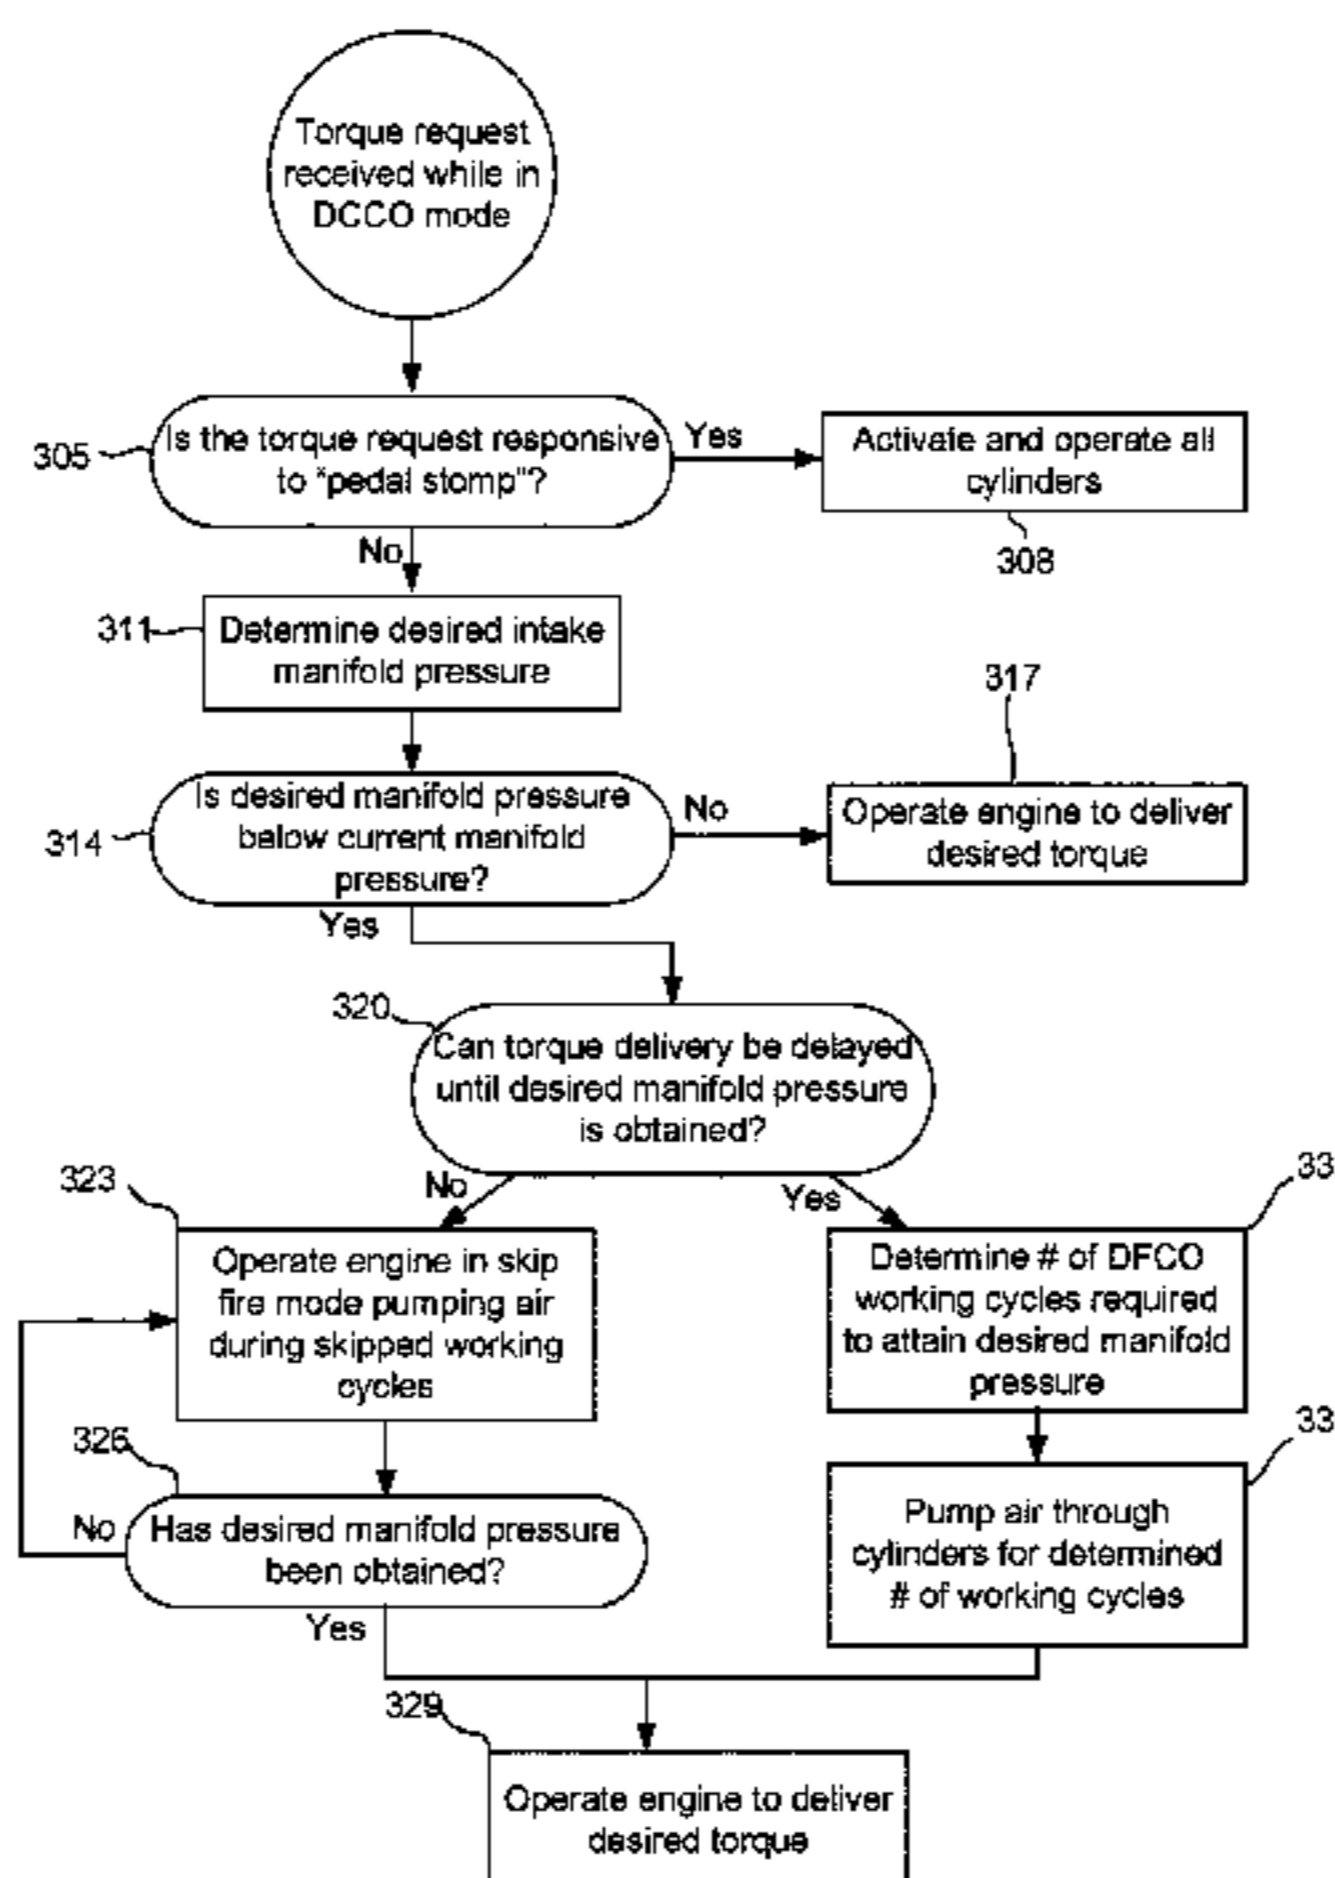 Torque request
received while in
DCCO mode
305
Is the torque request responsive
to "pedal stomp"?
Yes
Activate and operate all
cylinders
308
No
311
Determine desired intake
manifold pressure
317
314
Is desired manifold pressure
below current manifold
pressure?
No
Operate engine to deliver
desired torque
Yes
320
Can torque delivery be delayed
until desired manifold pressure
is obtained?
323
No
Yes
33
Operate engine in skip
fire mode pumping air
during skipped working
cycles
Determine # of DFCO
working cycles required
to attain desired manifold
pressure
326
33
No
Has desired manifold pressure
been obtained?
Pump air through
cylinders for determined
# of working cycles
Yes
329
Operate engine to deliver
desired torque